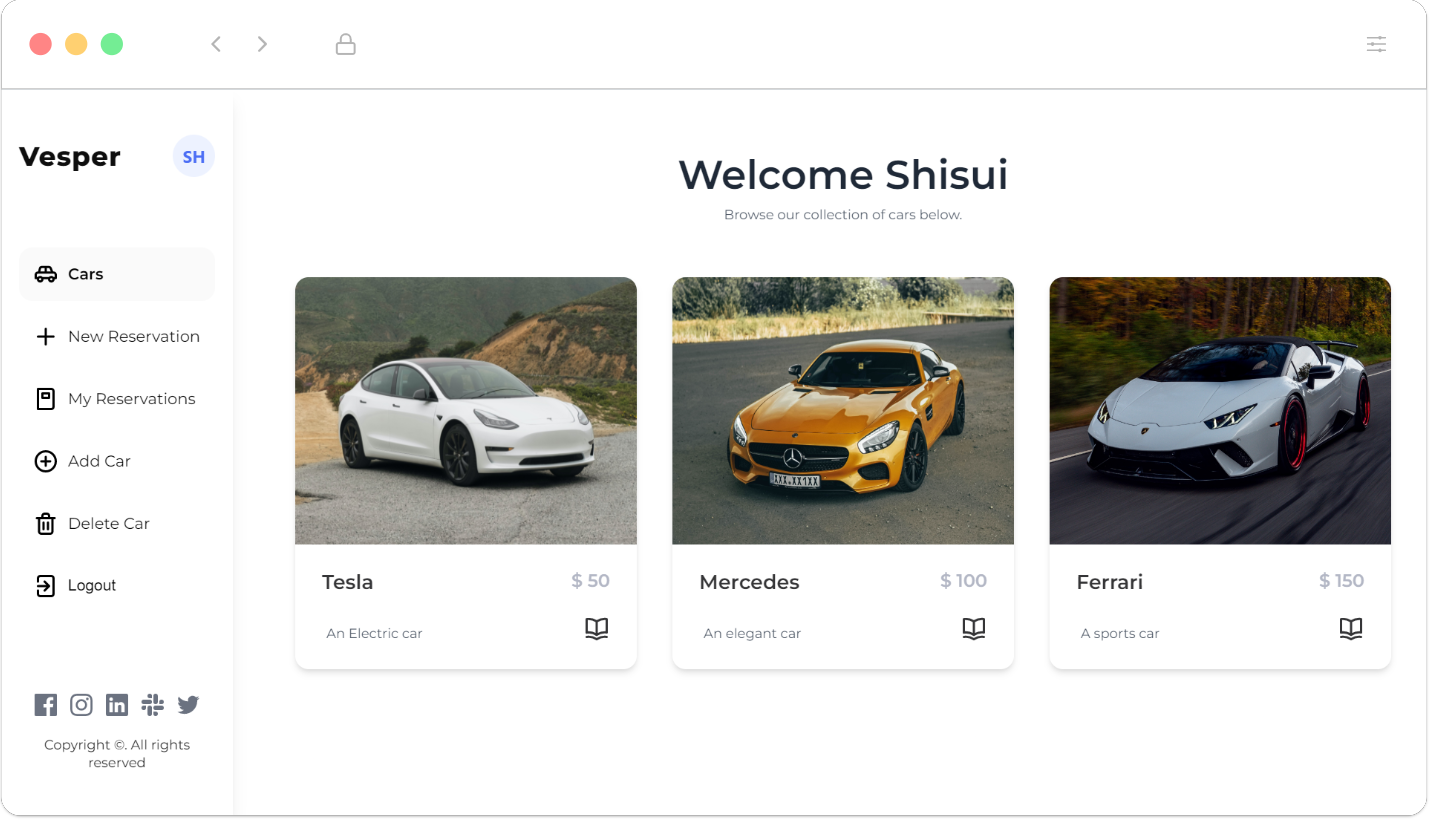 Vesper
SH
Cars
New Reservation
My Reservations
Add Car
Delete Car
Logout
Copyright ©. All rights
reserved
Welcome Shisui
Browse our collection of cars below.
XXX.XX1XX
Tesla
$ 50
An Electric car
Mercedes
$ 100
An elegant car
Ferrari
$ 150
A sports car